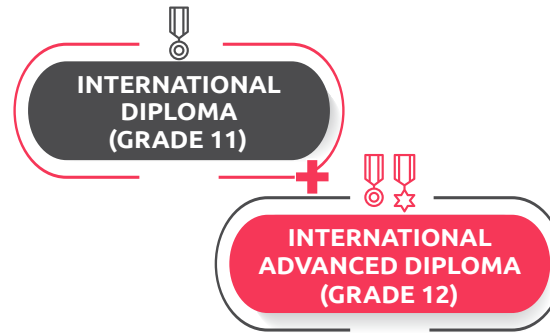 INTERNATIONAL
DIPLOMA
(GRADE 11)
INTERNATIONAL
ADVANCED DIPLOMA
(GRADE 12)